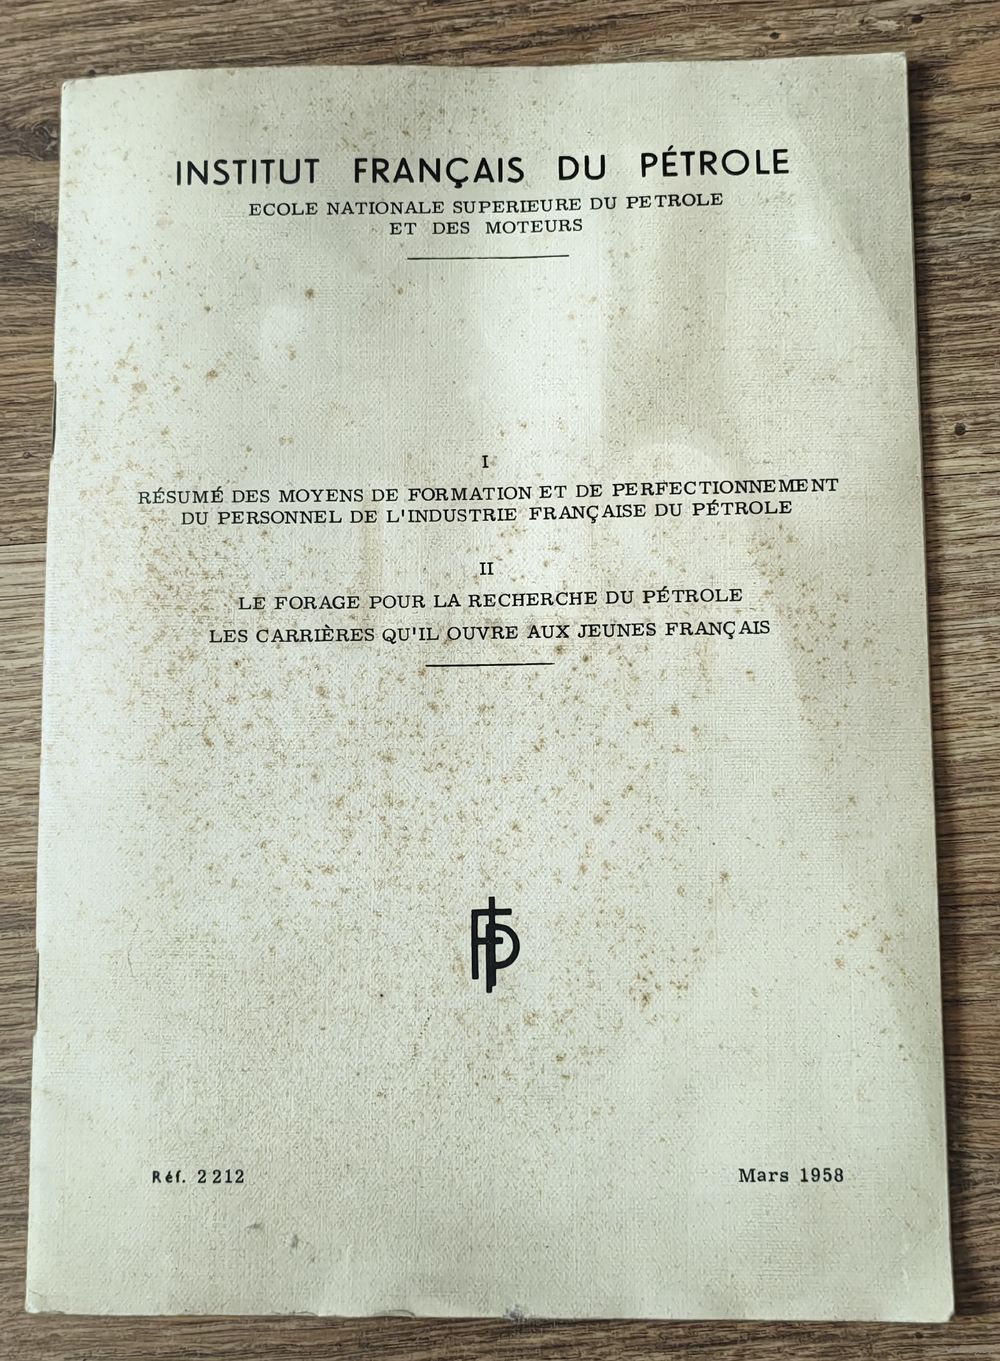 INSTITUT FRANÇAIS DU PÉTROLE
ECOLE NATIONALE SUPERIEURE DU PETROLE
ET DES MOTEURS
I
RÉSUMÉ DES MOYENS DE FORMATION ET DE PERFECTIONNEMENT
DU PERSONNEL DE L'INDUSTRIE FRANÇAISE DU PÉTROLE
II
LE FORAGE POUR LA RECHERCHE DU PÉTROLE
LES CARRIÈRES QU'IL OUVRE AUX JEUNES FRANÇAIS
Réf. 2212
Mars 1958